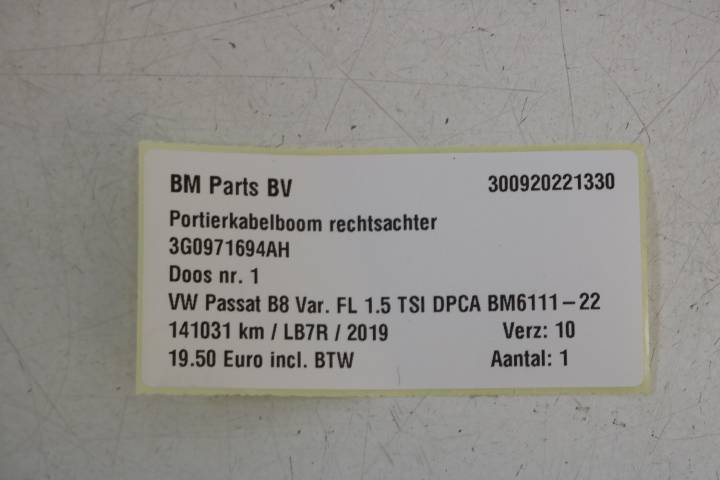 BM Parts BV 300920221330
Portierkabelboom rechtsachter
3G0971694AH
Doos nr. 1
VW Passat B8 Var. FL 1.5 TSI DPCA BM6111-22
141031 km / LB7R / 2019 Verz: 10
19.50 Euro incl. BTW Aantal: 1